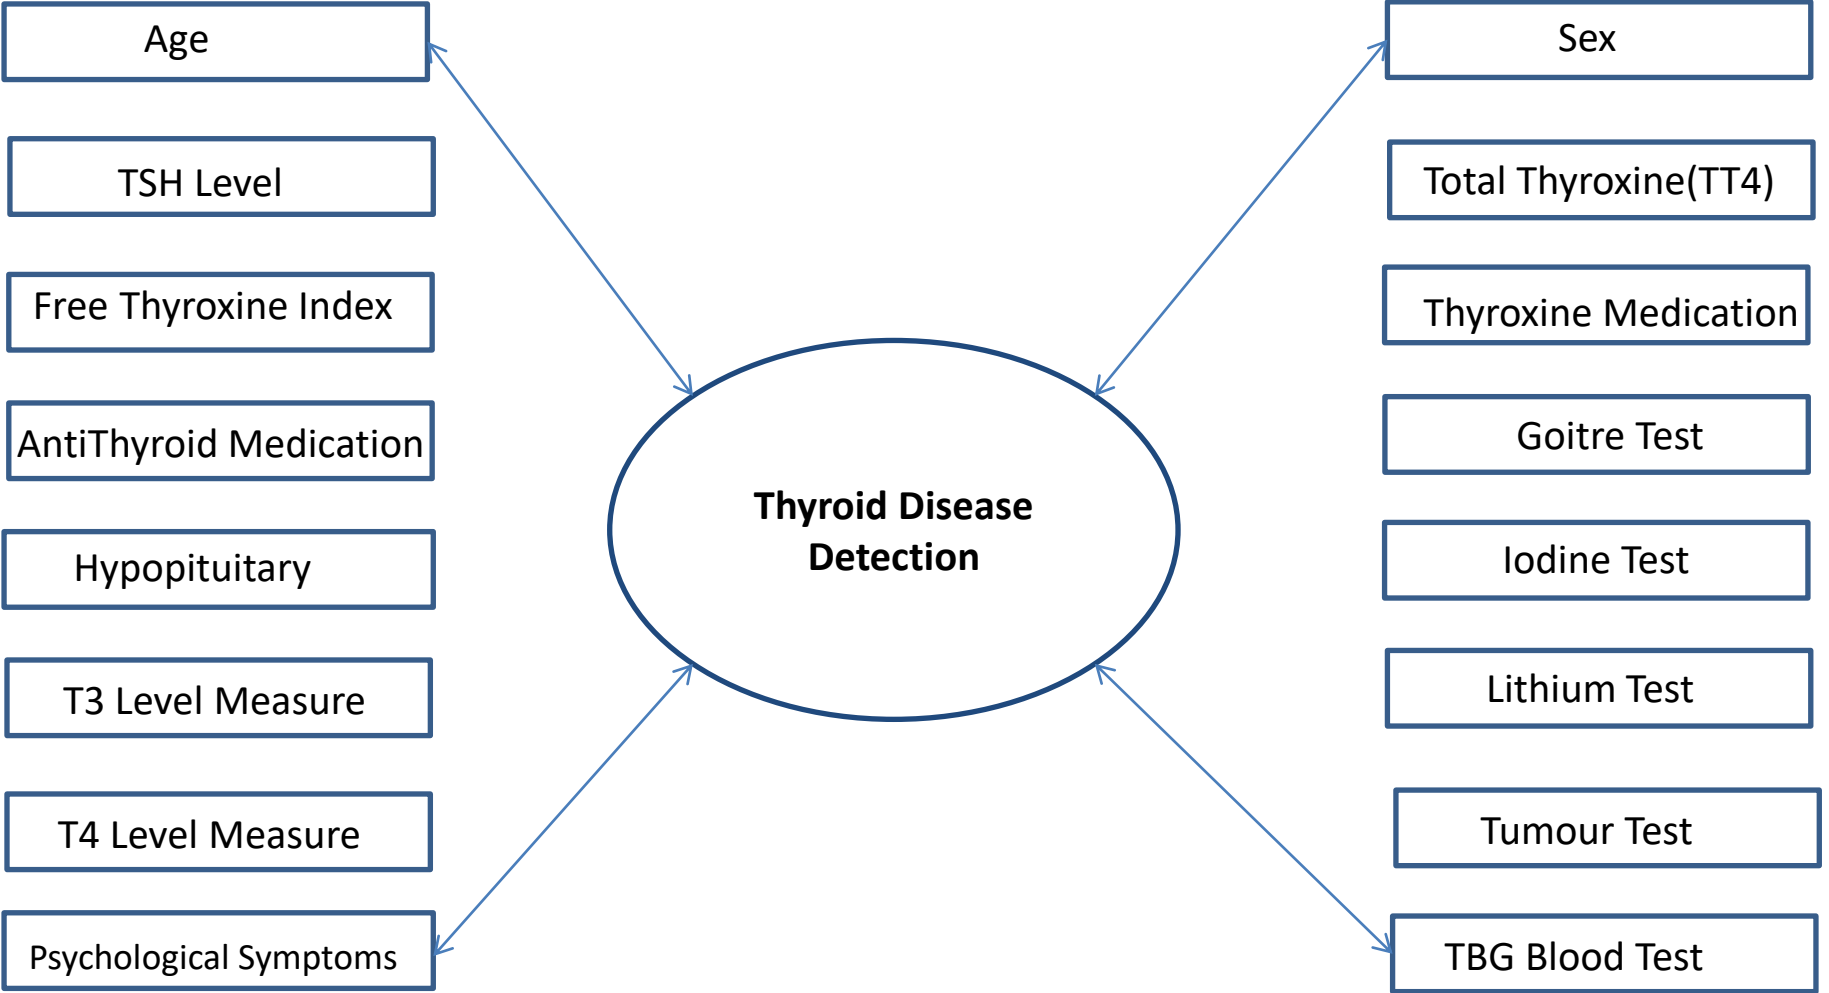 Age
TSH Level
Free Thyroxine Index
AntiThyroid Medication
Hypopituitary
T3 Level Measure
T4 Level Measure
Psychological Symptoms
Thyroid Disease
Detection
Sex
Total Thyroxine(TT4)
Thyroxine Medication
Goitre Test
Iodine Test
Lithium Test
Tumour Test
TBG Blood Test